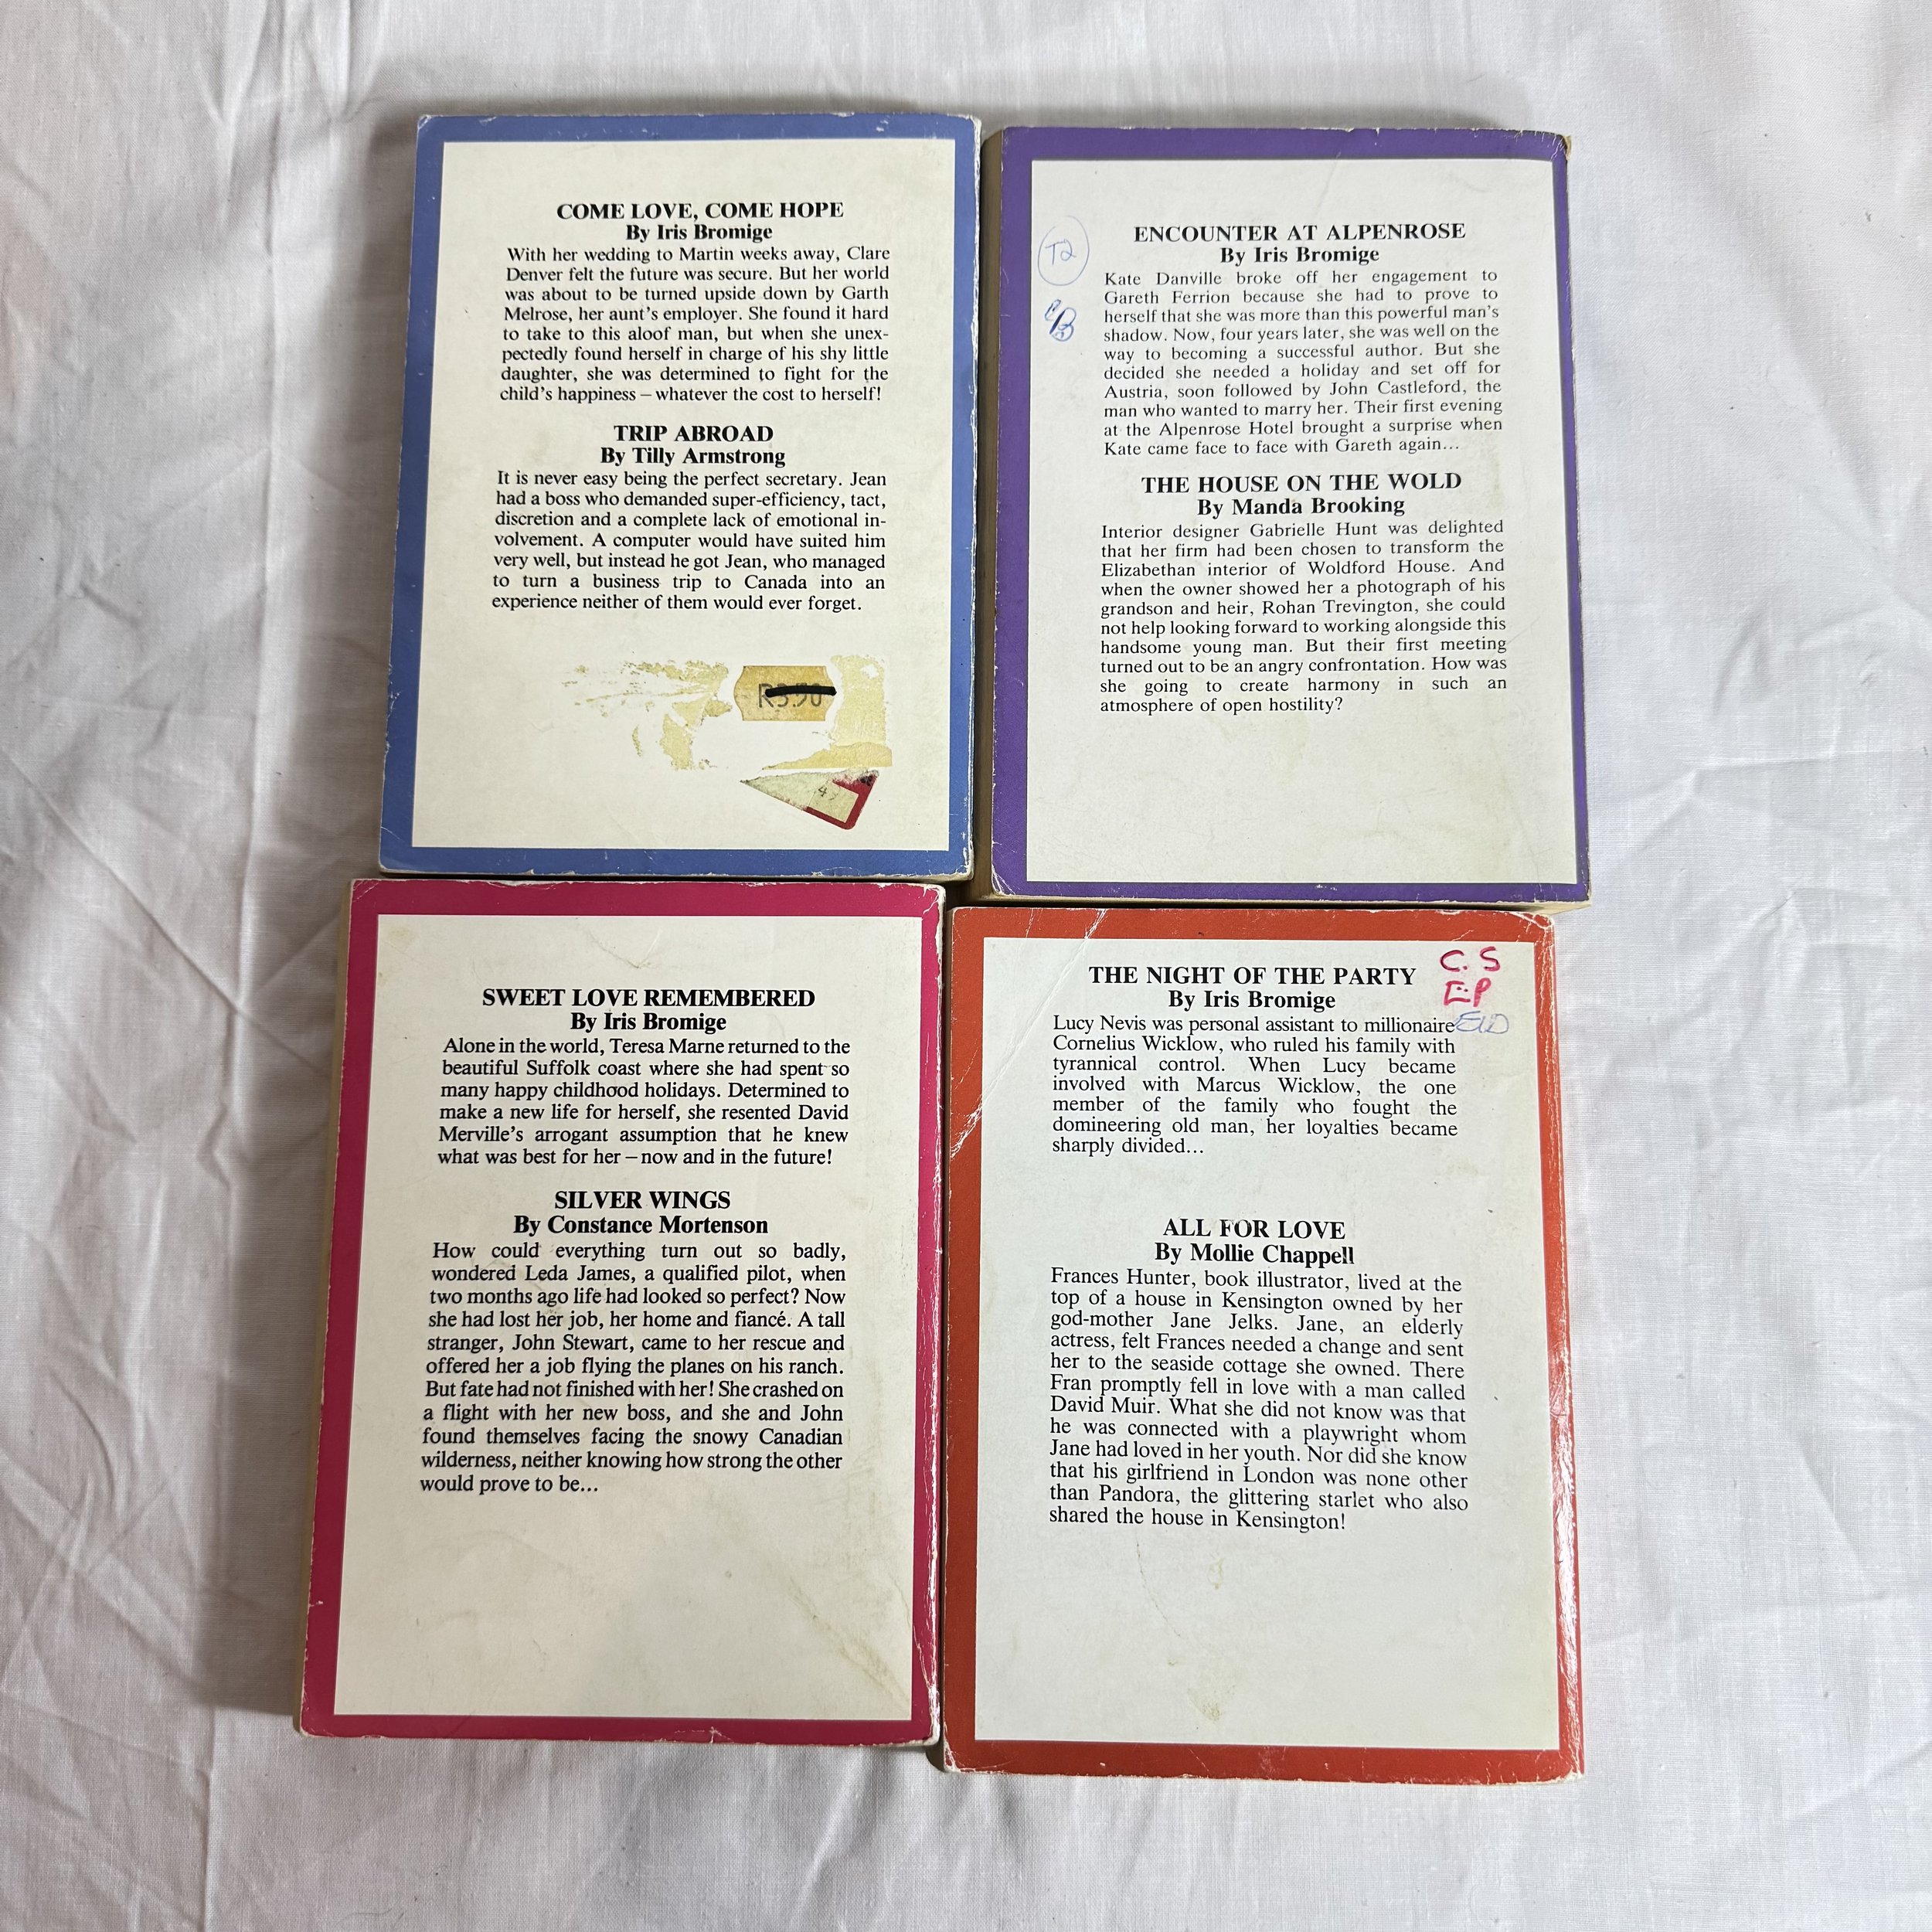 COME LOVE, COME HOPE
By Iris Bromige
With her wedding to Martin weeks away, Clare
Denver felt the future was secure. But her world
was about to be turned upside down by Garth
Melrose, her aunt's employer. She found it hard
to take to this aloof man, but when she unex-
pectedly found herself in charge of his shy little
daughter, she was determined to fight for the
child's happiness – whatever the cost to herself!
TRIP ABROAD
By Tilly Armstrong
It is never easy being the perfect secretary. Jean
had a boss who demanded super-efficiency, tact,
discretion and a complete lack of emotional in-
volvement. A computer would have suited him
very well, but instead he got Jean, who managed
to turn a business trip to Canada into an
experience neither of them would ever forget.
R3.50
ENCOUNTER AT ALPENROSE
By Iris Bromige
T2
Kate Danville broke off her engagement to
Gareth Ferrion because she had to prove to
herself that she was more than this powerful man's
shadow. Now, four years later, she was well on the
way to becoming a successful author. But she
decided she needed a holiday and set off for
Austria, soon followed by John Castleford, the
man who wanted to marry her. Their first evening
at the Alpenrose Hotel brought a surprise when
Kate came face to face with Gareth again...
THE HOUSE ON THE WOLD
By Manda Brooking
Interior designer Gabrielle Hunt was delighted
that her firm had been chosen to transform the
Elizabethan interior of Woldford House. And
when the owner showed her a photograph of his
grandson and heir, Rohan Trevington, she could
not help looking forward to working alongside this
handsome young man. But their first meeting
turned out to be an angry confrontation. How was
she going to create harmony in such an
atmosphere of open hostility?
SWEET LOVE REMEMBERED
By Iris Bromige
Alone in the world, Teresa Marne returned to the
beautiful Suffolk coast where she had spent so
many happy childhood holidays. Determined to
make a new life for herself, she resented David
Merville's arrogant assumption that he knew
what was best for her – now and in the future!
SILVER WINGS
By Constance Mortenson
How could everything turn out so badly,
wondered Leda James, a qualified pilot, when
two months ago life had looked so perfect? Now
she had lost her job, her home and fiancé. A tall
stranger, John Stewart, came to her rescue and
offered her a job flying the planes on his ranch.
But fate had not finished with her! She crashed on
a flight with her new boss, and she and John
found themselves facing the snowy Canadian
wilderness, neither knowing how strong the other
would prove to be...
C. S
EP
THE NIGHT OF THE PARTY
By Iris Bromige
Lucy Nevis was personal assistant to millionaire
Cornelius Wicklow, who ruled his family with
tyrannical control. When Lucy became
involved with Marcus Wicklow, the one
member of the family who fought the
domineering old man, her loyalties became
sharply divided...
ALL FOR LOVE
By Mollie Chappell
Frances Hunter, book illustrator, lived at the
top of a house in Kensington owned by her
god-mother Jane Jelks. Jane, an elderly
actress, felt Frances needed a change and sent
her to the seaside cottage she owned. There
Fran promptly fell in love with a man called
David Muir. What she did not know was that
he was connected with a playwright whom
Jane had loved in her youth. Nor did she know
that his girlfriend in London was none other
than Pandora, the glittering starlet who also
shared the house in Kensington!